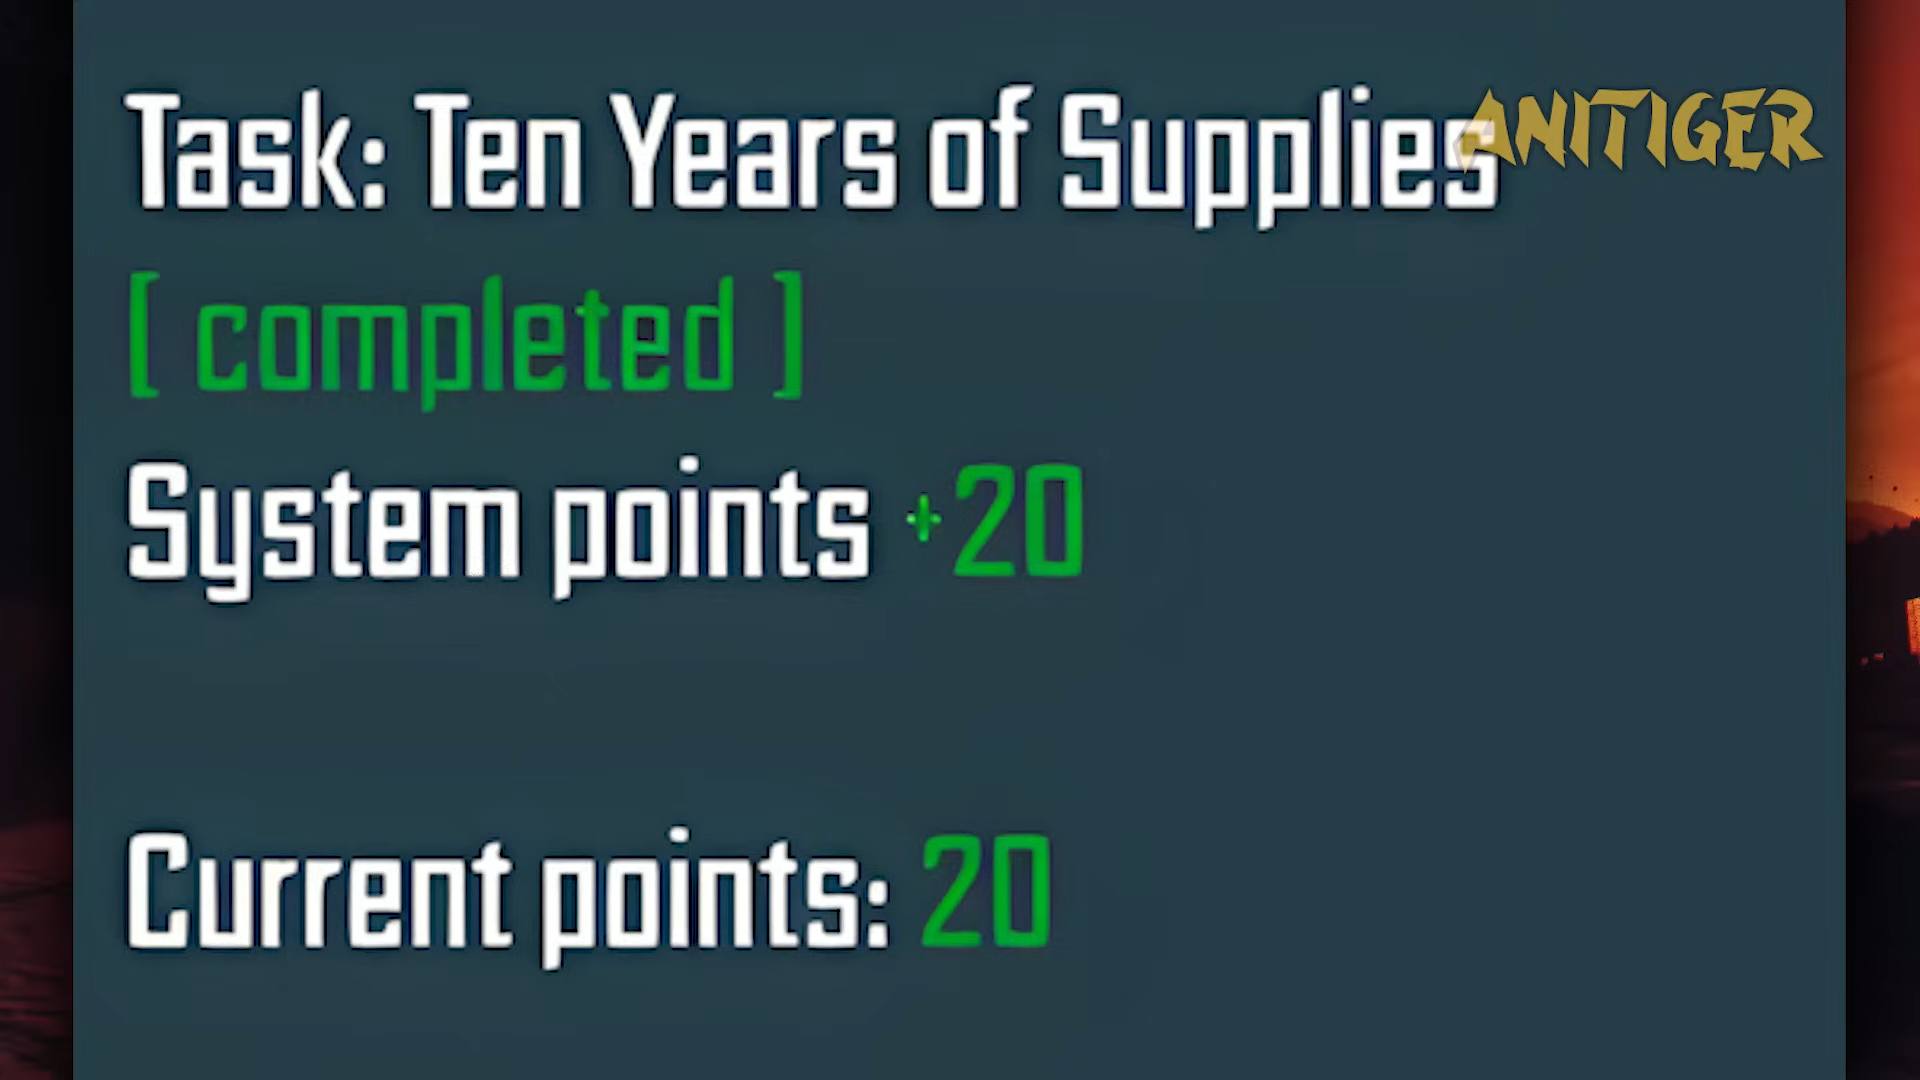 Task: Ten Years of Supplies
ANITIGER
[ completed ]
System points +20
Current points: 20